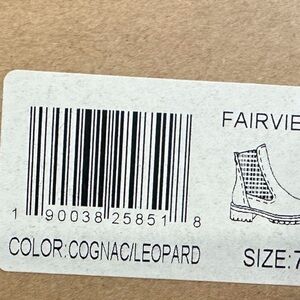 FAIRVIE
1 90038 25851 8
COLOR:COGNAC/LEOPARD
SIZE:7